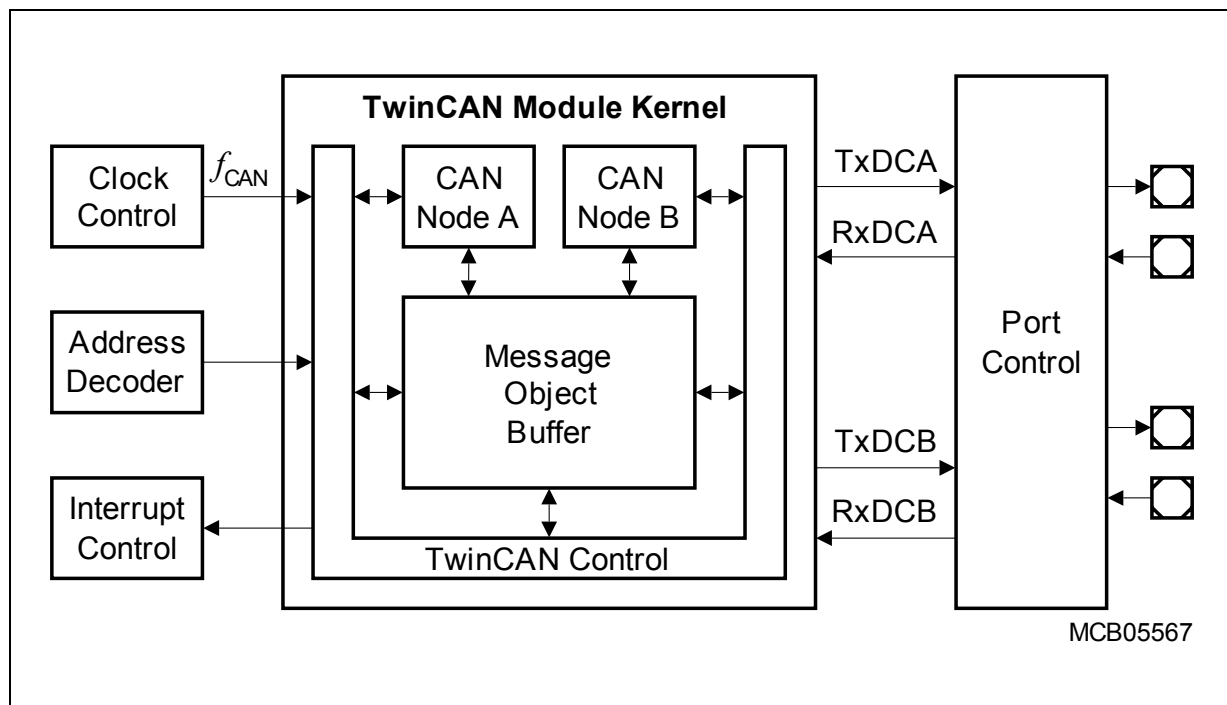 TwinCAN Module Kernel
Clock
Control
fCAN
CAN
Node A
CAN
Node B
TxDCA
RxDCA
Address
Decoder
Message
Object
Buffer
Port
Control
Interrupt
Control
TxDCB
RxDCB
TwinCAN Control
MCB05567